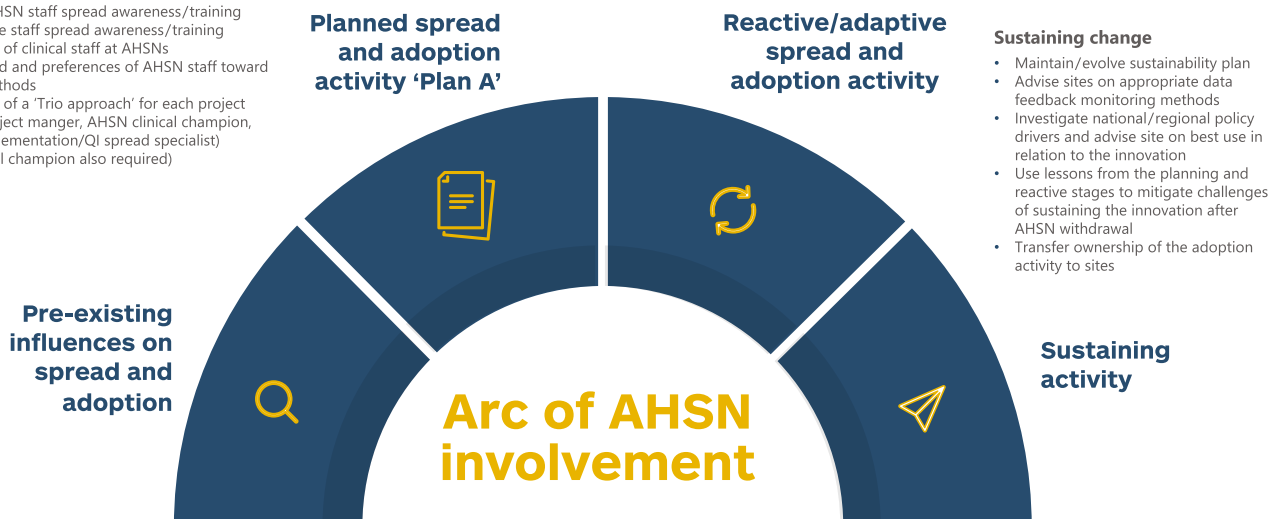 HSN staff spread awareness/training
e staff spread awareness/training
of clinical staff at AHSNs
d and preferences of AHSN staff toward
thods
of a ‘Trio approach’ for each project
ject manger, AHSN clinical champion,
lementation/QI spread specialist)
l champion also required)
Planned spread
and adoption
activity ‘Plan A’
Reactive/adaptive
spread and
adoption activity
Sustaining change
• Maintain/evolve sustainability plan
• Advise sites on appropriate data
feedback monitoring methods
• Investigate national/regional policy
drivers and advise site on best use in
relation to the innovation
• Use lessons from the planning and
reactive stages to mitigate challenges
of sustaining the innovation after
AHSN withdrawal
• Transfer ownership of the adoption
activity to sites
Pre-existing
influences on
spread and
adoption
Sustaining
activity
Arc of AHSN
involvement